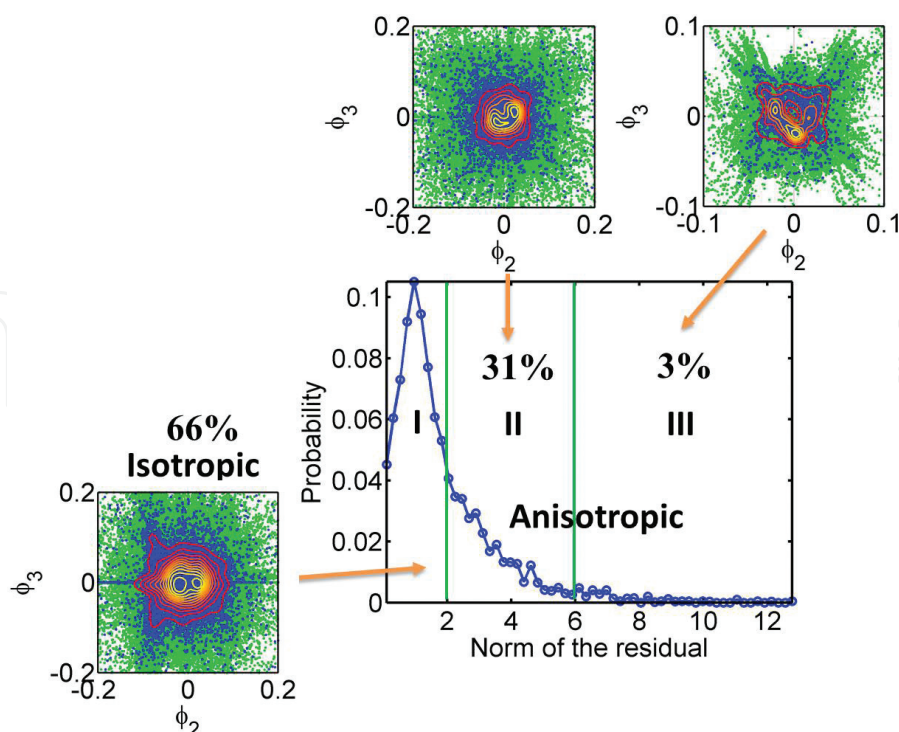 0.2
ϕ3
0
-0.2
-0.2 0 0.2
ϕ2
0.1
ϕ3
0
-0.1
-0.1 0 0.1
ϕ2
0.1
0.08
0.06
0.04
0.02
0
Probability
I
31%
II
3%
III
Anisotropic
2 4 6 8 10 12
Norm of the residual
66%
Isotropic
0.2
ϕ3
0
-0.2
-0.2 0 0.2
ϕ2